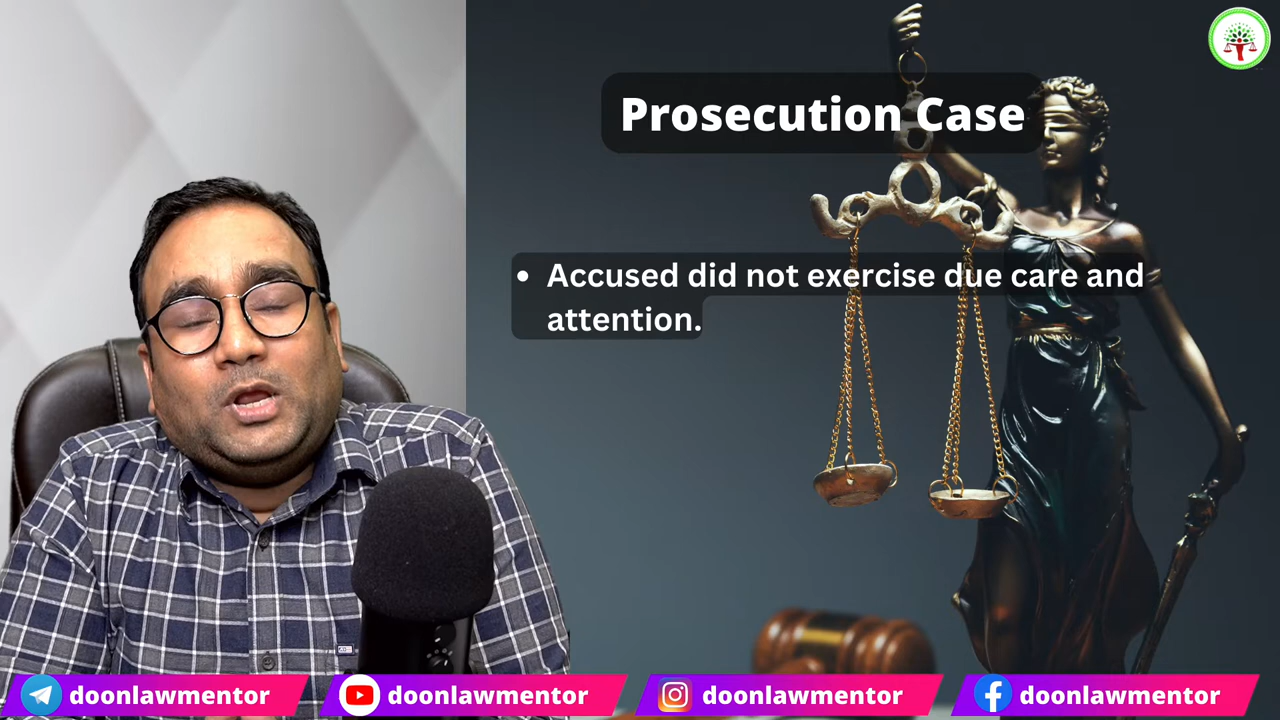 Prosecution Case
• Accused did not exercise due care and
attention.
doonlawmentor
doonlawmentor
doonlawmentor
doonlawmentor